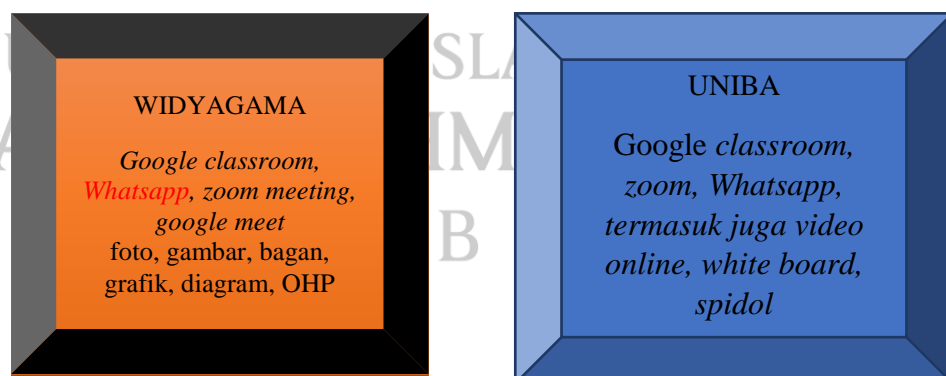 WIDYAGAMA
Google classroom,
Whatsapp, zoom meeting,
google meet
foto, gambar, bagan,
grafik, diagram, OHP
UNIBA
Google classroom,
zoom, Whatsapp,
termasuk juga video
online, white board,
spidol